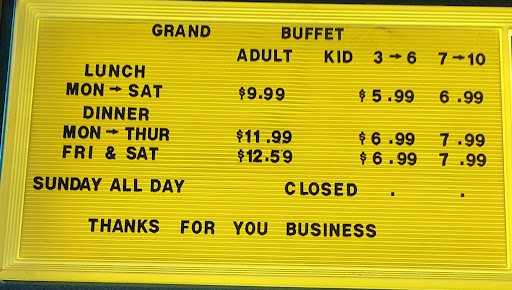 GRAND BUFFET
ADULT KID 3→6 7→10
LUNCH
MON→SAT $9.99 $5.99 6.99
DINNER
MON→THUR $11.99 $6.99 7.99
FRI & SAT $12.59 $6.99 7.99
SUNDAY ALL DAY CLOSED . .
THANKS FOR YOU BUSINESS